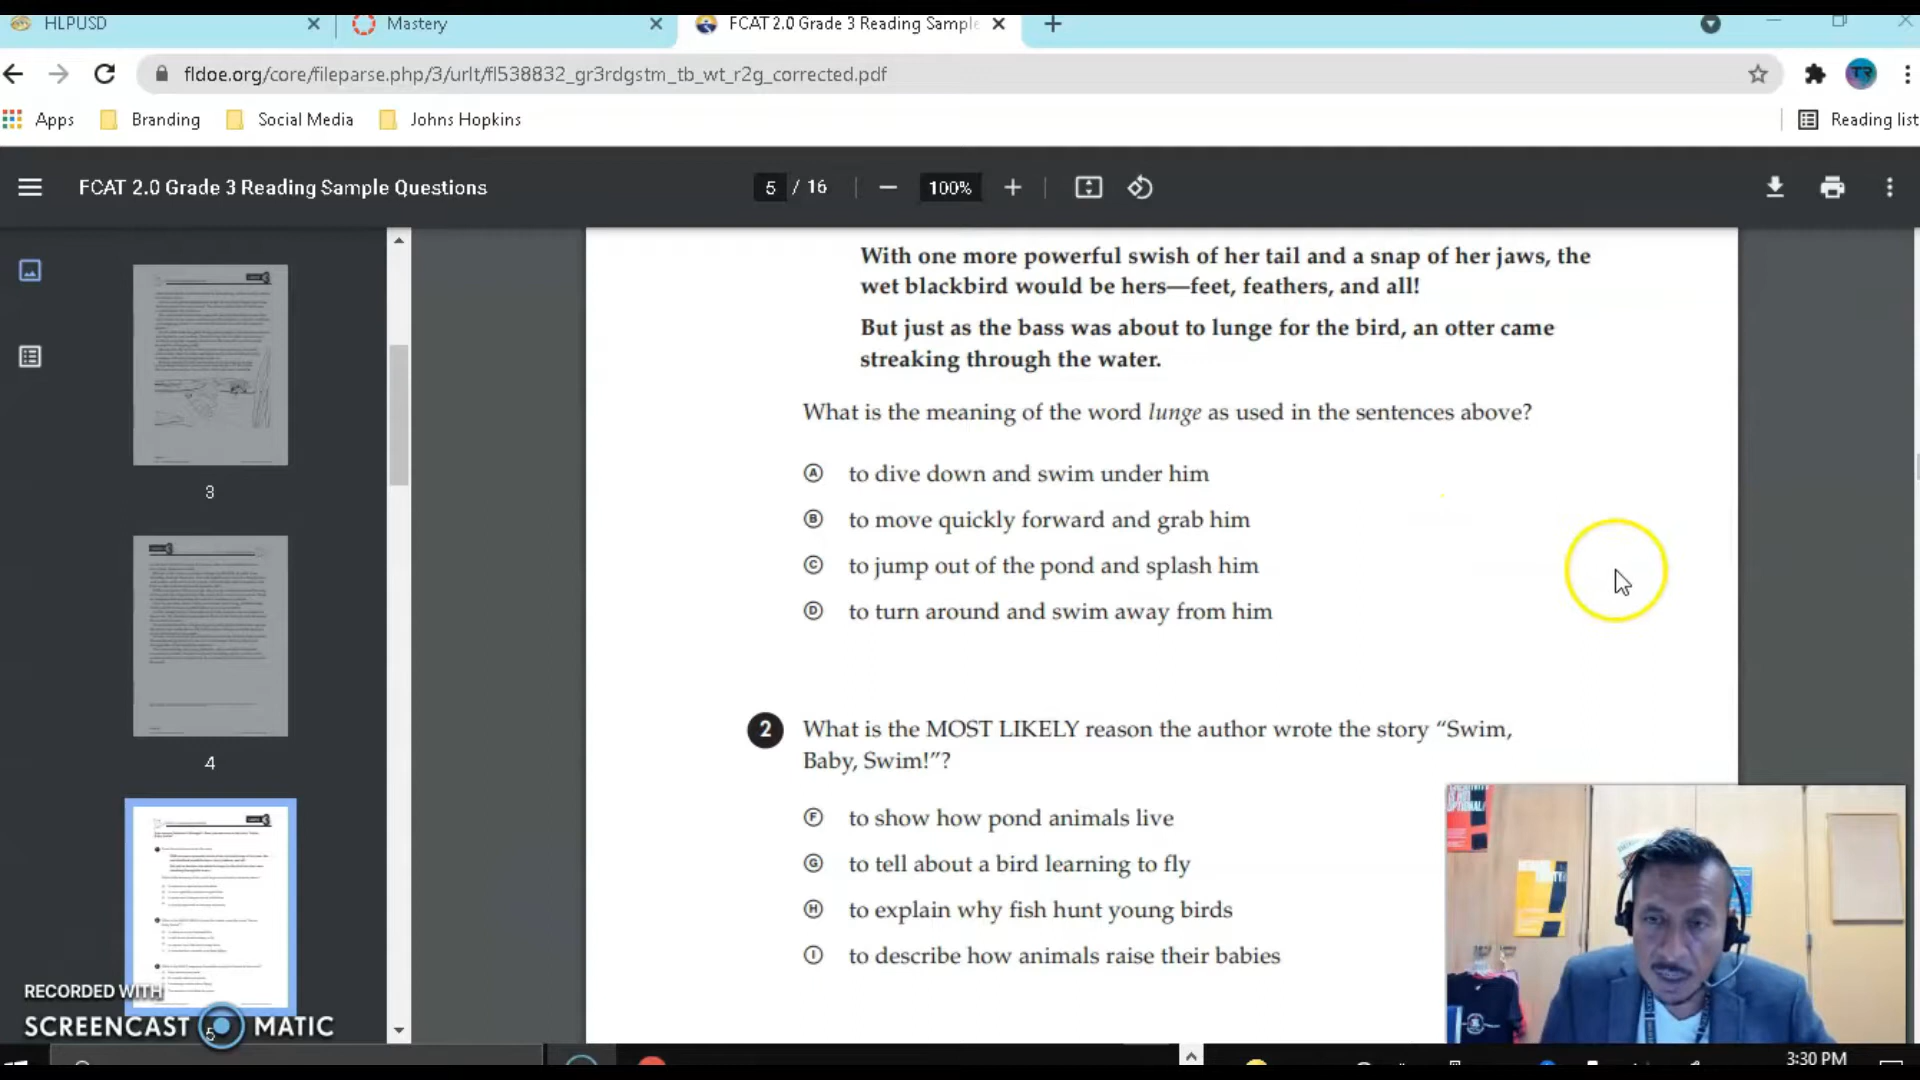 HLPUSD
Mastery
FCAT 2.0 Grade 3 Reading Sample
fldoe.org/core/fileparse.php/3/urlt/fl538832_gr3rdgstm_tb_wt_r2g_corrected.pdf
TR
Apps
Branding
Social Media
Johns Hopkins
Reading list
FCAT 2.0 Grade 3 Reading Sample Questions
5 / 16
100%
With one more powerful swish of her tail and a snap of her jaws, the
wet blackbird would be hers—feet, feathers, and all!
But just as the bass was about to lunge for the bird, an otter came
streaking through the water.
What is the meaning of the word lunge as used in the sentences above?
A to dive down and swim under him
B to move quickly forward and grab him
C to jump out of the pond and splash him
D to turn around and swim away from him
2 What is the MOST LIKELY reason the author wrote the story “Swim,
Baby, Swim!”?
F to show how pond animals live
G to tell about a bird learning to fly
H to explain why fish hunt young birds
I to describe how animals raise their babies
3
4
5
RECORDED WITH
SCREENCAST MATIC
3:30 PM